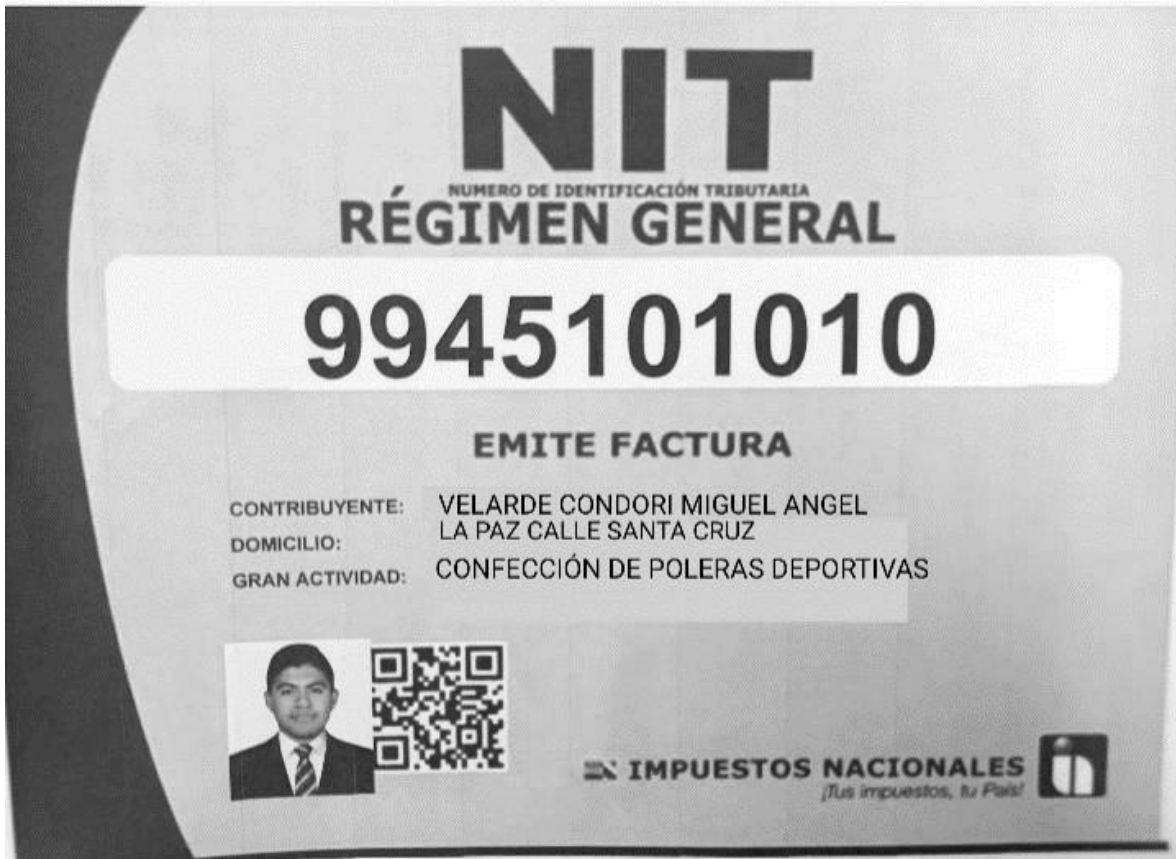 NIT
NUMERO DE IDENTIFICACIÓN TRIBUTARIA
RÉGIMEN GENERAL
9945101010
EMITE FACTURA
CONTRIBUYENTE: VELARDE CONDORI MIGUEL ANGEL
DOMICILIO: LA PAZ CALLE SANTA CRUZ
GRAN ACTIVIDAD: CONFECCIÓN DE POLERAS DEPORTIVAS
IMPUESTOS NACIONALES
¡Tus impuestos, tu País!